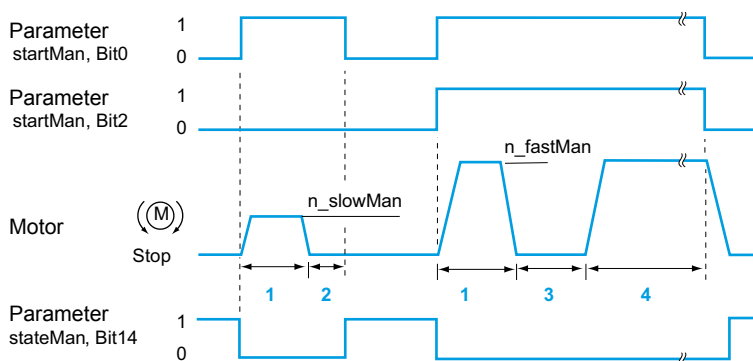 Parameter
startMan, Bit0
1
0
Parameter
startMan, Bit2
1
0
n_fastMan
n_slowMan
Motor
M
Stop
1 2 1 3 4
Parameter
stateMan, Bit14
1
0